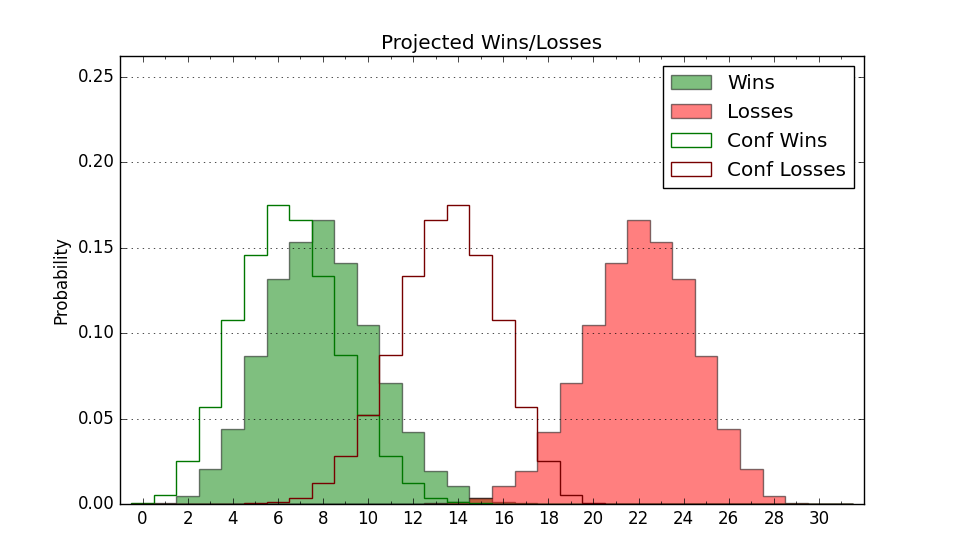 Projected Wins/Losses
0.25
0.20
0.15
0.10
0.05
0.00
Probability
Wins
Losses
Conf Wins
Conf Losses
0 2 4 6 8 10 12 14 16 18 20 22 24 26 28 30